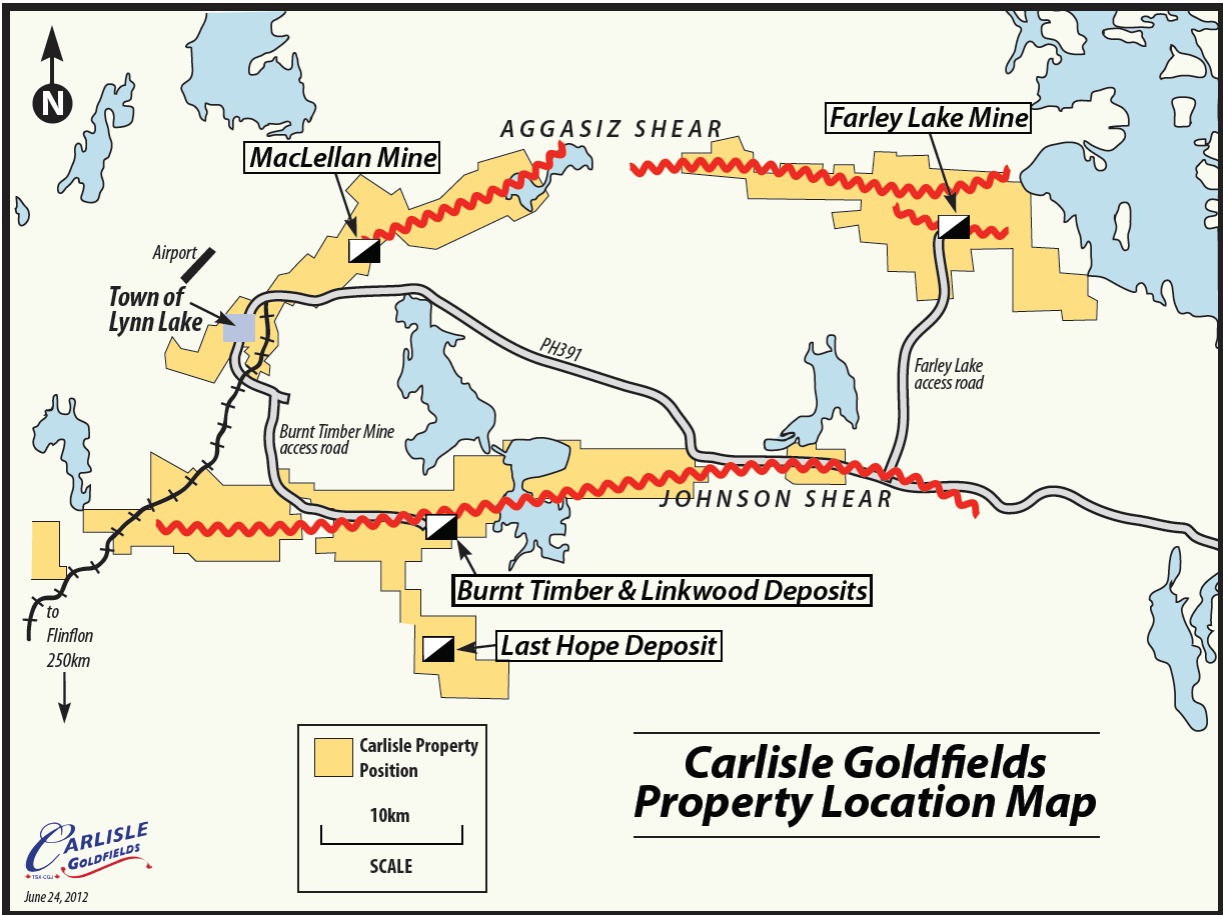 N
AGGASIZ SHEAR
Farley Lake Mine
MacLellan Mine
Airport
Town of
Lynn Lake
PH391
Farley Lake
access road
Burnt Timber Mine
access road
JOHNSON SHEAR
Burnt Timber & Linkwood Deposits
to
Flinflon
250km
Last Hope Deposit
Carlisle Property
Position
10km
SCALE
Carlisle Goldfields
Property Location Map
CARLISLE
GOLDFIELDS
TSX-CGJ
June 24, 2012